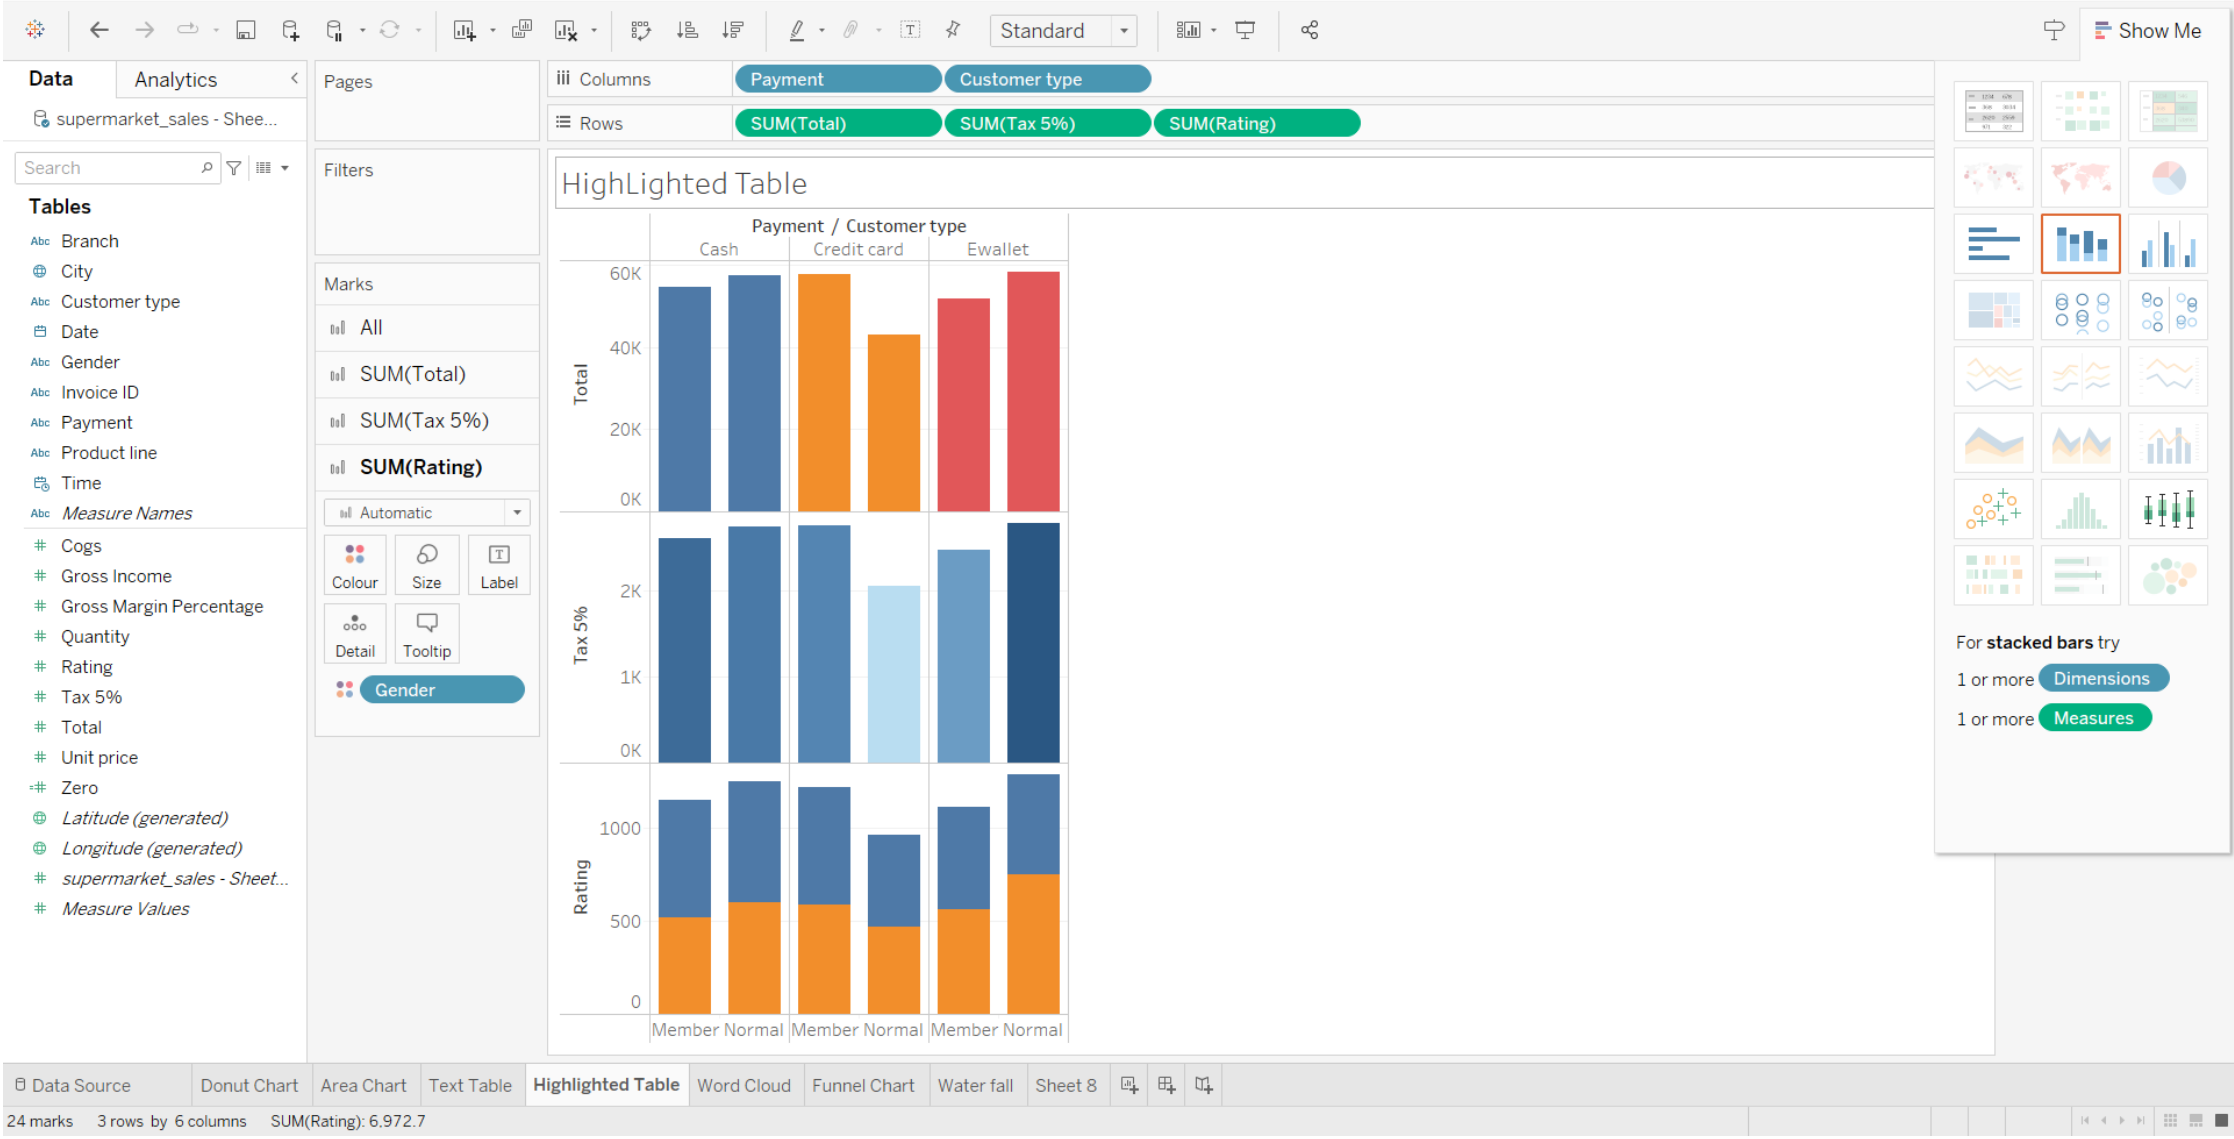 Standard
Show Me
Data
Analytics
Pages
Columns
Payment
Customer type
supermarket_sales - Shee...
Rows
SUM(Total)
SUM(Tax 5%)
SUM(Rating)
Search
Filters
HighLighted Table
Tables
Abc Branch
City
Abc Customer type
Date
Abc Gender
Abc Invoice ID
Abc Payment
Abc Product line
Time
Abc Measure Names
# Cogs
# Gross Income
# Gross Margin Percentage
# Quantity
# Rating
# Tax 5%
# Total
# Unit price
=# Zero
Latitude (generated)
Longitude (generated)
# supermarket_sales - Sheet...
# Measure Values
Marks
All
SUM(Total)
SUM(Tax 5%)
SUM(Rating)
Automatic
Colour
Size
Label
Detail
Tooltip
Gender
Payment / Customer type
Cash
Credit card
Ewallet
60K
40K
20K
0K
Total
2K
1K
0K
Tax 5%
1000
500
0
Rating
Member Normal Member Normal Member Normal
For stacked bars try
1 or more Dimensions
1 or more Measures
Data Source
Donut Chart
Area Chart
Text Table
Highlighted Table
Word Cloud
Funnel Chart
Water fall
Sheet 8
24 marks
3 rows by 6 columns
SUM(Rating): 6,972.7